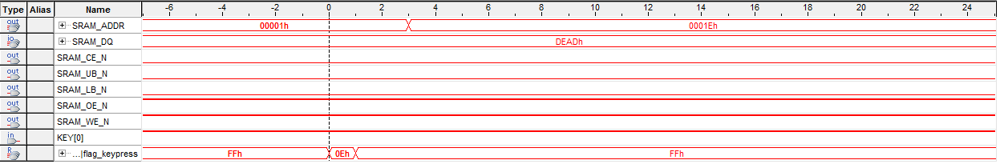 Type Alias Name -6 -4 -2 0 2 4 6 8 10 12 14 16 18 20 22 24
out SRAM_ADDR 00001h 0001Eh
io SRAM_DQ DEADh
out SRAM_CE_N
out SRAM_UB_N
out SRAM_LB_N
out SRAM_OE_N
out SRAM_WE_N
in KEY[0]
R ...|flag_keypress FFh 0Eh FFh